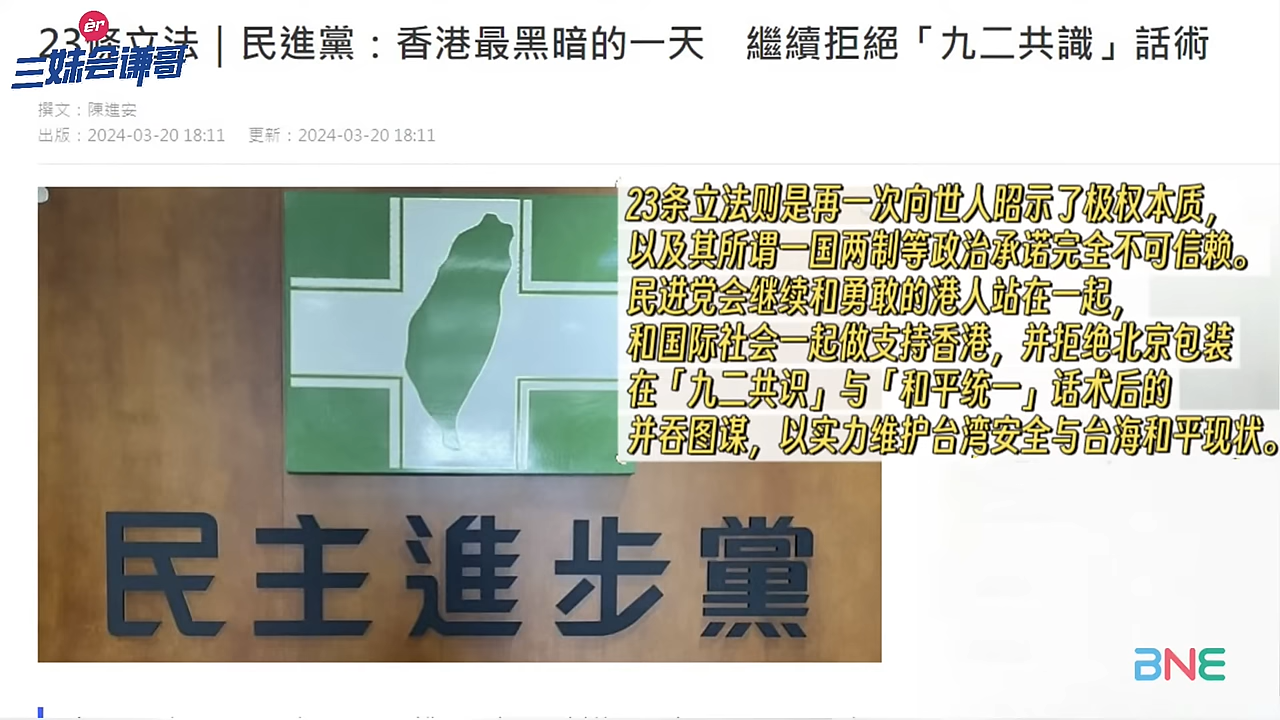 23條立法｜民進黨：香港最黑暗的一天　繼續拒絕「九二共識」話術
èr
三妹会谦哥
撰文：陳進安
出版：2024-03-20 18:11　更新：2024-03-20 18:11
23条立法则是再一次向世人昭示了极权本质，
以及其所谓一国两制等政治承诺完全不可信赖。
民进党会继续和勇敢的港人站在一起，
和国际社会一起做支持香港，并拒绝北京包装
在「九二共识」与「和平统一」话术后的
并吞图谋，以实力维护台湾安全与台海和平现状。
民主進步黨
BNE